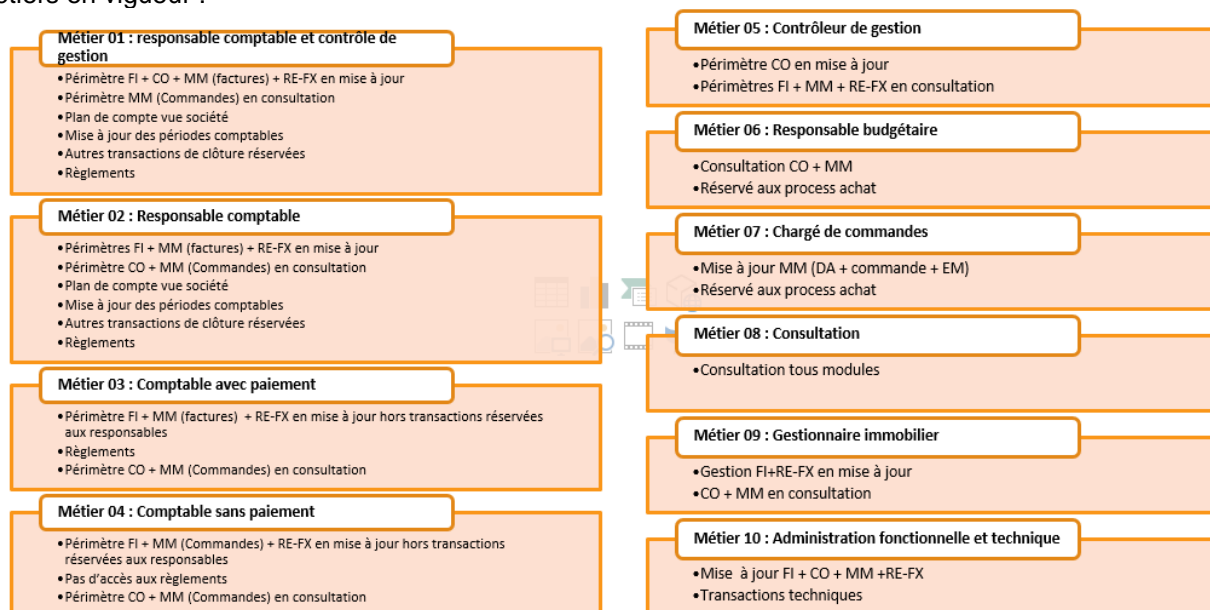 Métier 01 : responsable comptable et contrôle de
gestion
•Périmètre FI + CO + MM (factures) + RE-FX en mise à jour
•Périmètre MM (Commandes) en consultation
•Plan de compte vue société
•Mise à jour des périodes comptables
•Autres transactions de clôture réservées
•Règlements
Métier 02 : Responsable comptable
•Périmètres FI + MM (factures) + RE-FX en mise à jour
•Périmètre CO + MM (Commandes) en consultation
•Plan de compte vue société
•Mise à jour des périodes comptables
•Autres transactions de clôture réservées
•Règlements
Métier 03 : Comptable avec paiement
•Périmètre FI + MM (factures) + RE-FX en mise à jour hors transactions réservées
aux responsables
•Règlements
•Périmètre CO + MM (Commandes) en consultation
Métier 04 : Comptable sans paiement
•Périmètre FI + MM (Commandes) + RE-FX en mise à jour hors transactions
réservées aux responsables
•Pas d'accès aux règlements
•Périmètre CO + MM (Commandes) en consultation
Métier 05 : Contrôleur de gestion
•Périmètre CO en mise à jour
•Périmètres FI + MM + RE-FX en consultation
Métier 06 : Responsable budgétaire
•Consultation CO + MM
•Réservé aux process achat
Métier 07 : Chargé de commandes
•Mise à jour MM (DA + commande + EM)
•Réservé aux process achat
Métier 08 : Consultation
•Consultation tous modules
Métier 09 : Gestionnaire immobilier
•Gestion FI+RE-FX en mise à jour
•CO + MM en consultation
Métier 10 : Administration fonctionnelle et technique
•Mise à jour FI + CO + MM +RE-FX
•Transactions techniques